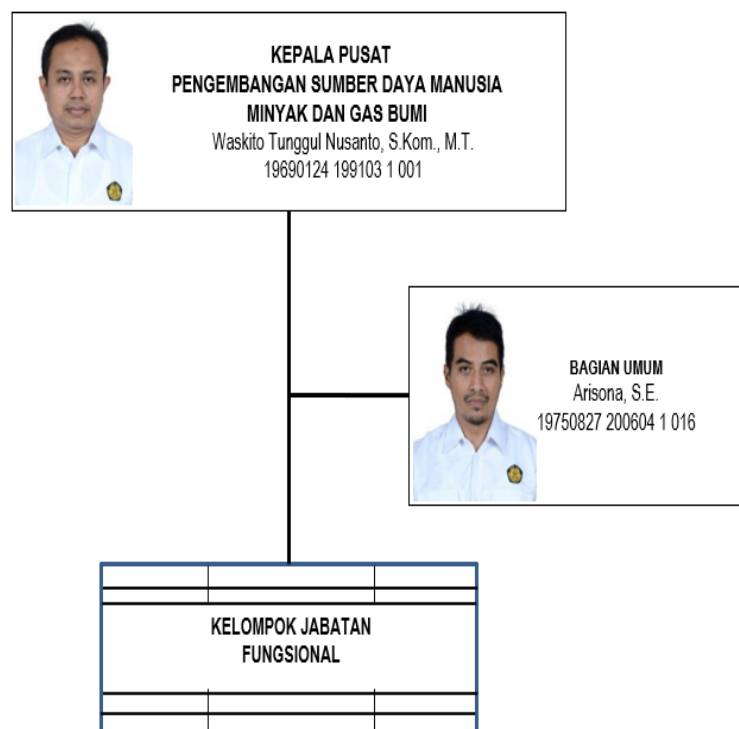 KEPALA PUSAT
PENGEMBANGAN SUMBER DAYA MANUSIA
MINYAK DAN GAS BUMI
Waskito Tunggul Nusanto, S.Kom., M.T.
19690124 199103 1 001
BAGIAN UMUM
Arisona, S.E.
19750827 200604 1 016
KELOMPOK JABATAN
FUNGSIONAL